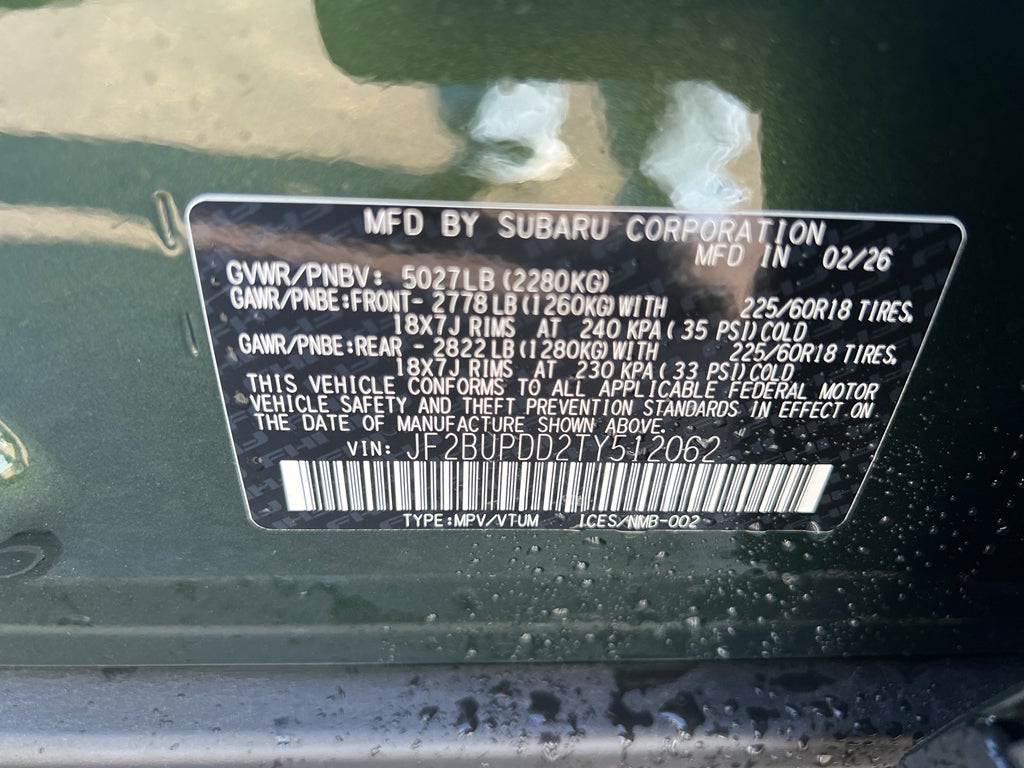 MFD BY SUBARU CORPORATION
MFD IN 02/26
GVWR/PNBV: 5027LB (2280KG)
GAWR/PNBE:FRONT- 2778 LB (1260KG) WITH 225/60R18 TIRES,
18X7J RIMS AT 240 KPA ( 35 PSI) COLD
GAWR/PNBE:REAR - 2822 LB (1280KG) WITH 225/60R18 TIRES,
18X7J RIMS AT 230 KPA ( 33 PSI) COLD
THIS VEHICLE CONFORMS TO ALL APPLICABLE FEDERAL MOTOR
VEHICLE SAFETY AND THEFT PREVENTION STANDARDS IN EFFECT ON
THE DATE OF MANUFACTURE SHOWN ABOVE.
VIN: JF2BUPDD2TY512062
TYPE:MPV/VTUM ICES/NMB-002